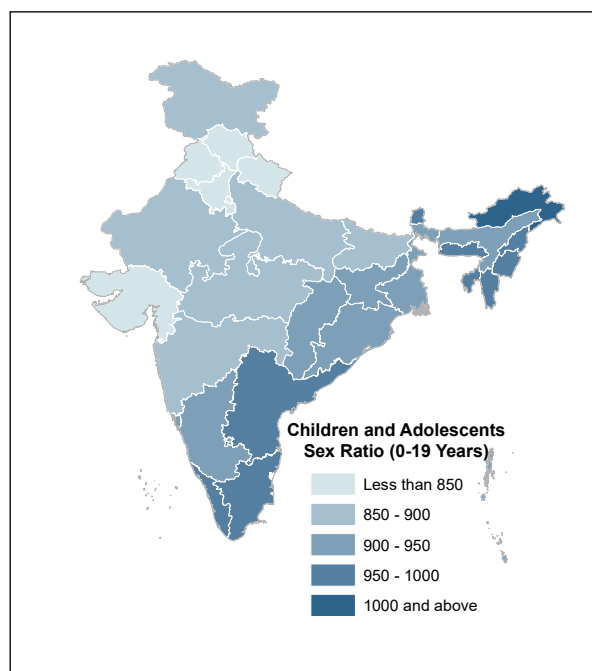 Children and Adolescents
Sex Ratio (0-19 Years)
Less than 850
850 - 900
900 - 950
950 - 1000
1000 and above